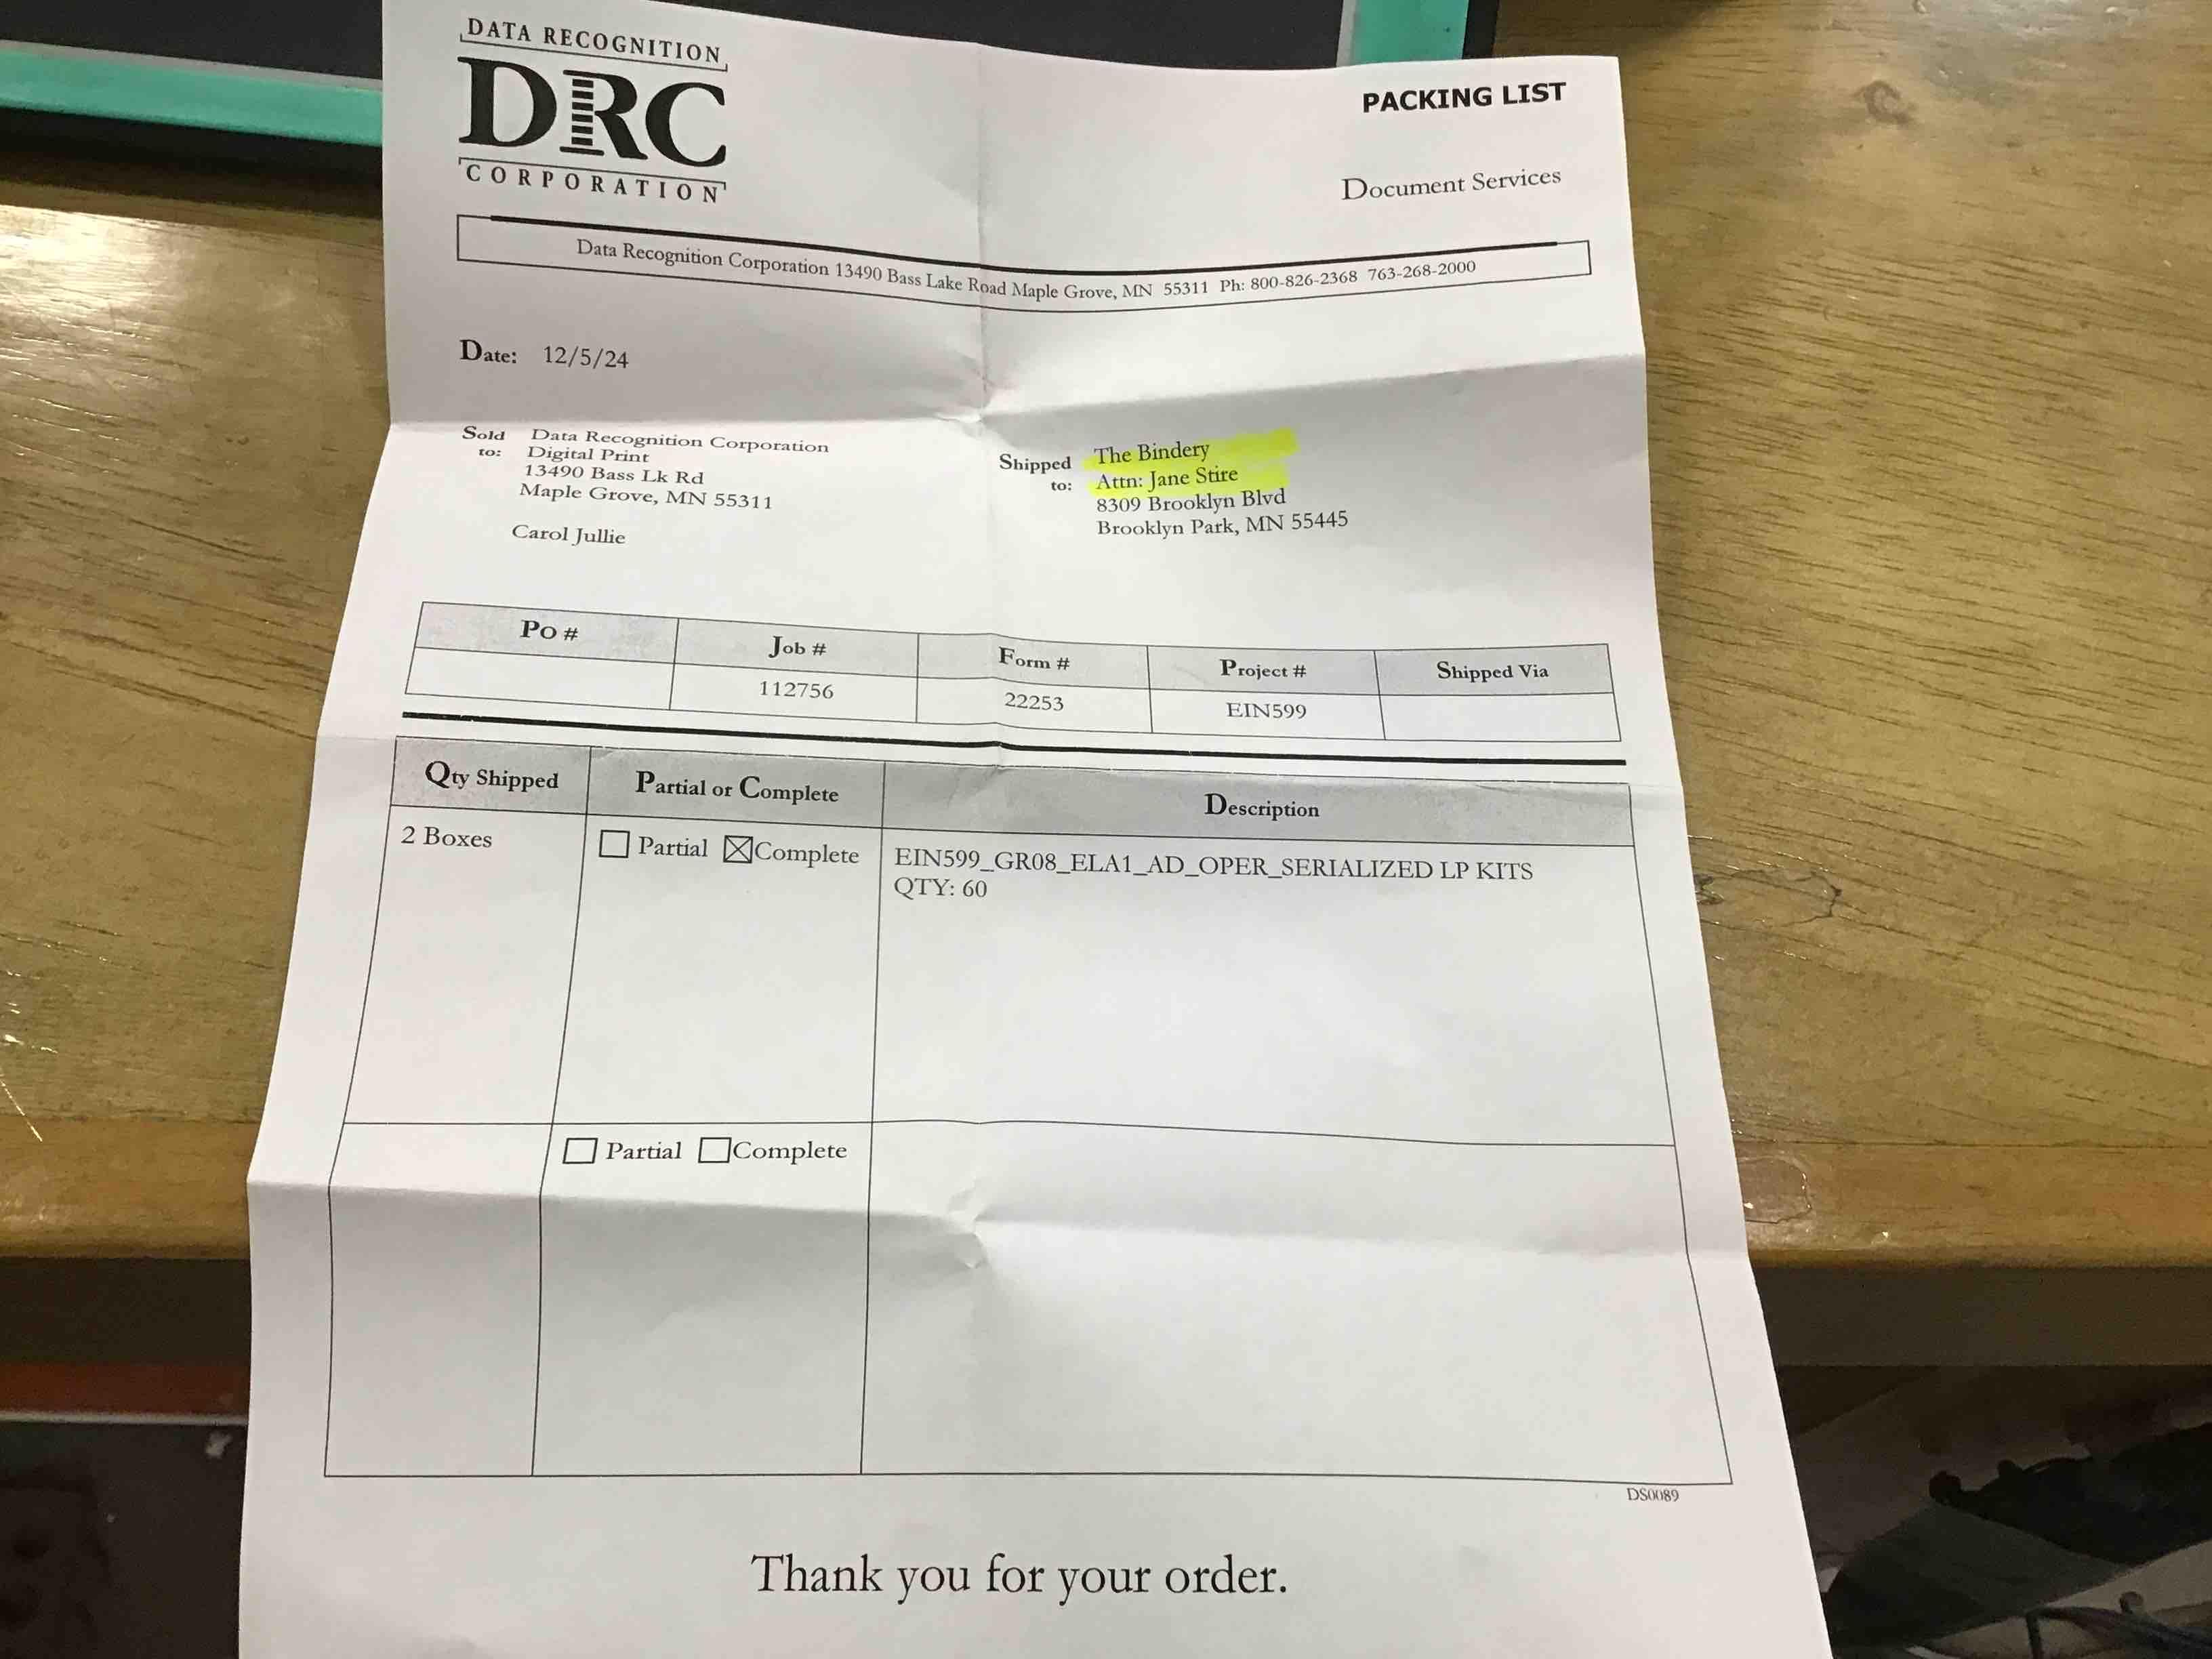 DATA RECOGNITION
DRC
CORPORATION
PACKING LIST
Document Services
Data Recognition Corporation 13490 Bass Lake Road Maple Grove, MN 55311 Ph: 800-826-2368 763-268-2000
Date: 12/5/24
Sold to:
Data Recognition Corporation
Digital Print
13490 Bass Lk Rd
Maple Grove, MN 55311
Carol Jullie
Shipped to:
The Bindery
Attn: Jane Stire
8309 Brooklyn Blvd
Brooklyn Park, MN 55445
Po # Job # Form # Project # Shipped Via
112756 22253 EIN599
Qty Shipped Partial or Complete Description
2 Boxes Partial Complete EIN599_GR08_ELA1_AD_OPER_SERIALIZED LP KITS
QTY: 60
Partial Complete
DS0089
Thank you for your order.